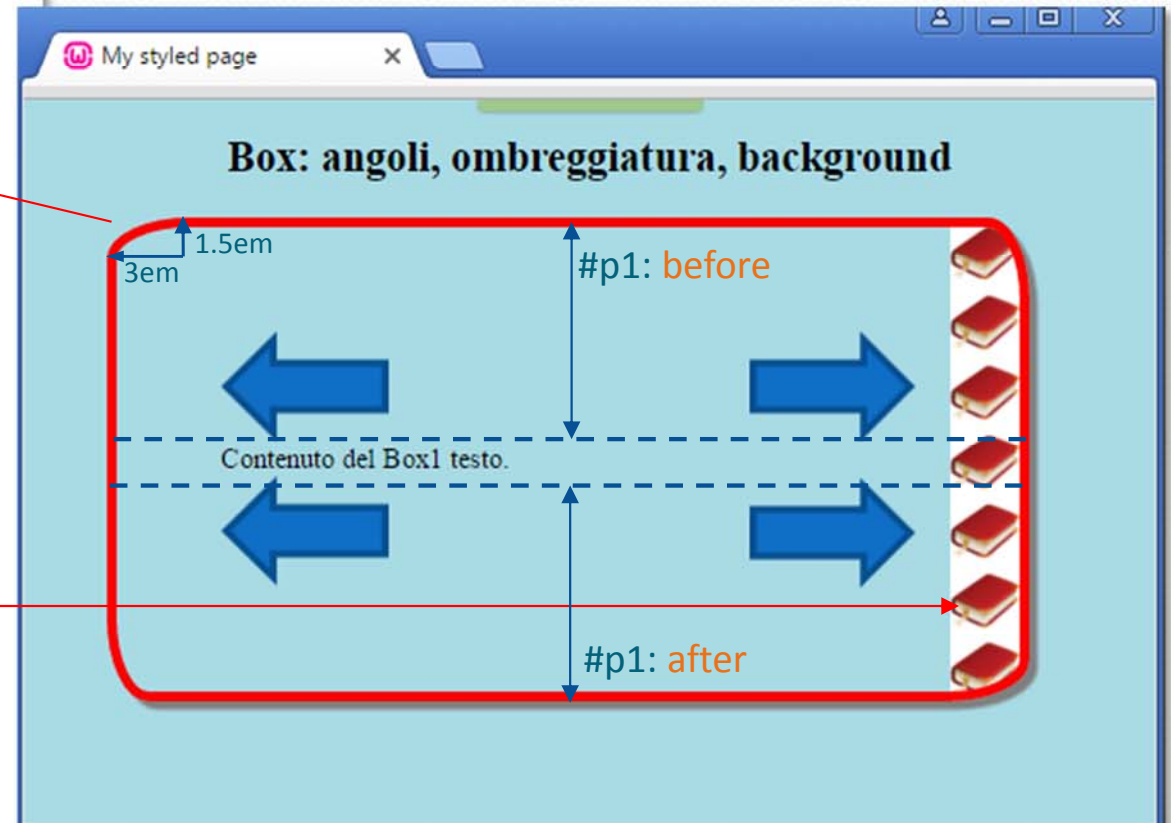 My styled page
Box: angoli, ombreggiatura, background
1.5em
3em
#p1: before
Contenuto del Box1 testo.
#p1: after